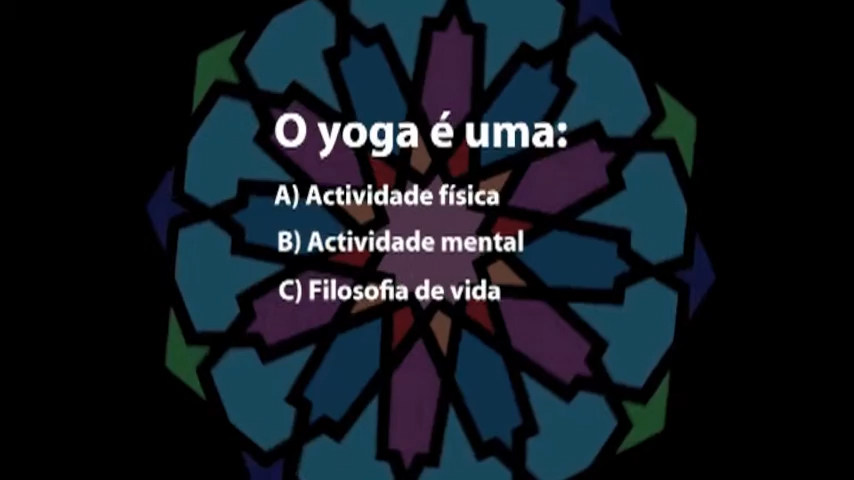 O yoga é uma:
A) Actividade física
B) Actividade mental
C) Filosofia de vida